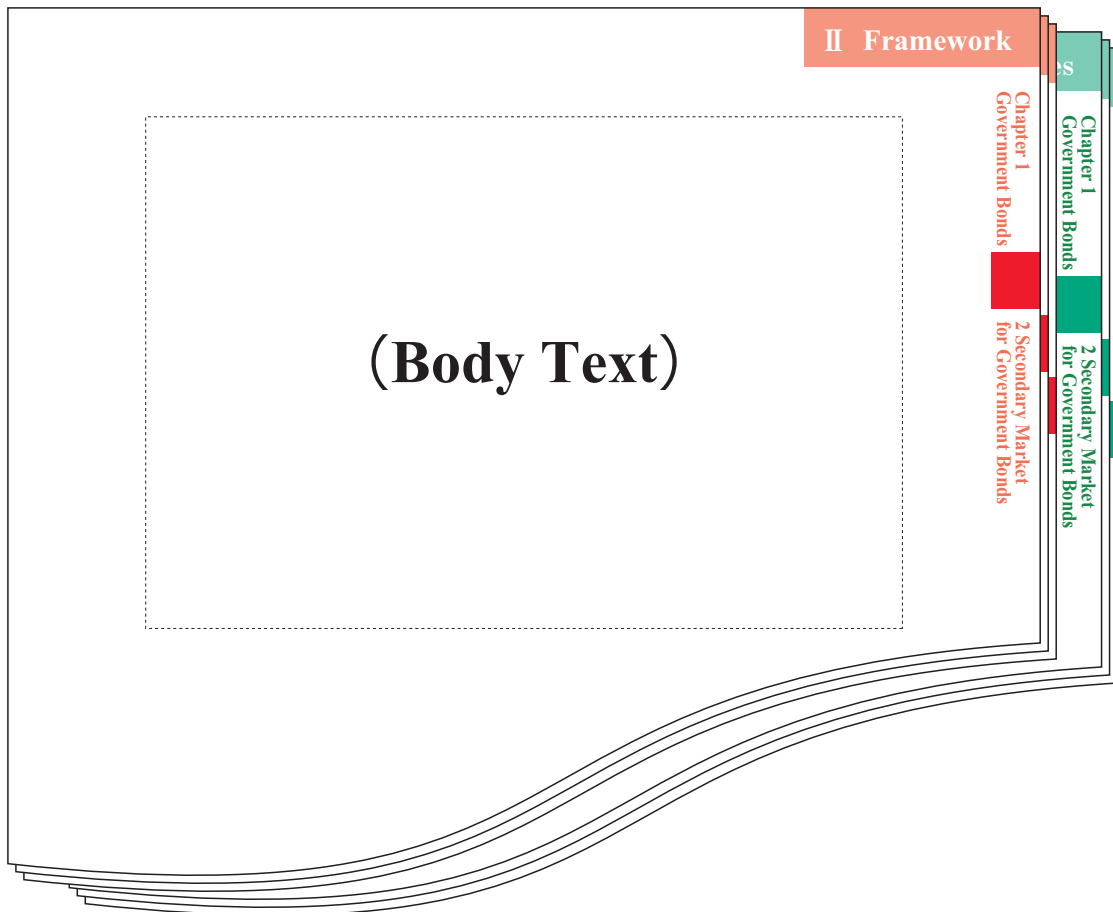 Ⅱ Framework
es
Chapter 1
Government Bonds
2 Secondary Market
for Government Bonds
Chapter 1
Government Bonds
2 Secondary Market
for Government Bonds
(Body Text)